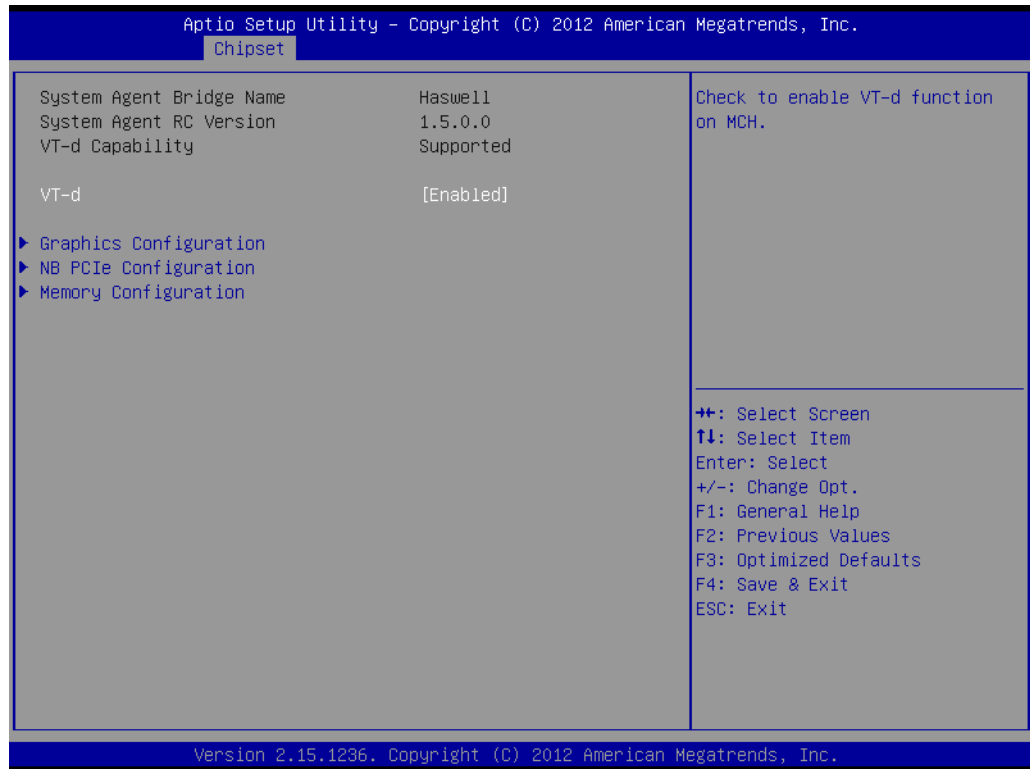 Aptio Setup Utility – Copyright (C) 2012 American Megatrends, Inc.
Chipset
System Agent Bridge Name Haswell
System Agent RC Version 1.5.0.0
VT-d Capability Supported
VT-d [Enabled]
▶ Graphics Configuration
▶ NB PCIe Configuration
▶ Memory Configuration
Check to enable VT-d function
on MCH.
→←: Select Screen
↑↓: Select Item
Enter: Select
+/-: Change Opt.
F1: General Help
F2: Previous Values
F3: Optimized Defaults
F4: Save & Exit
ESC: Exit
Version 2.15.1236. Copyright (C) 2012 American Megatrends, Inc.